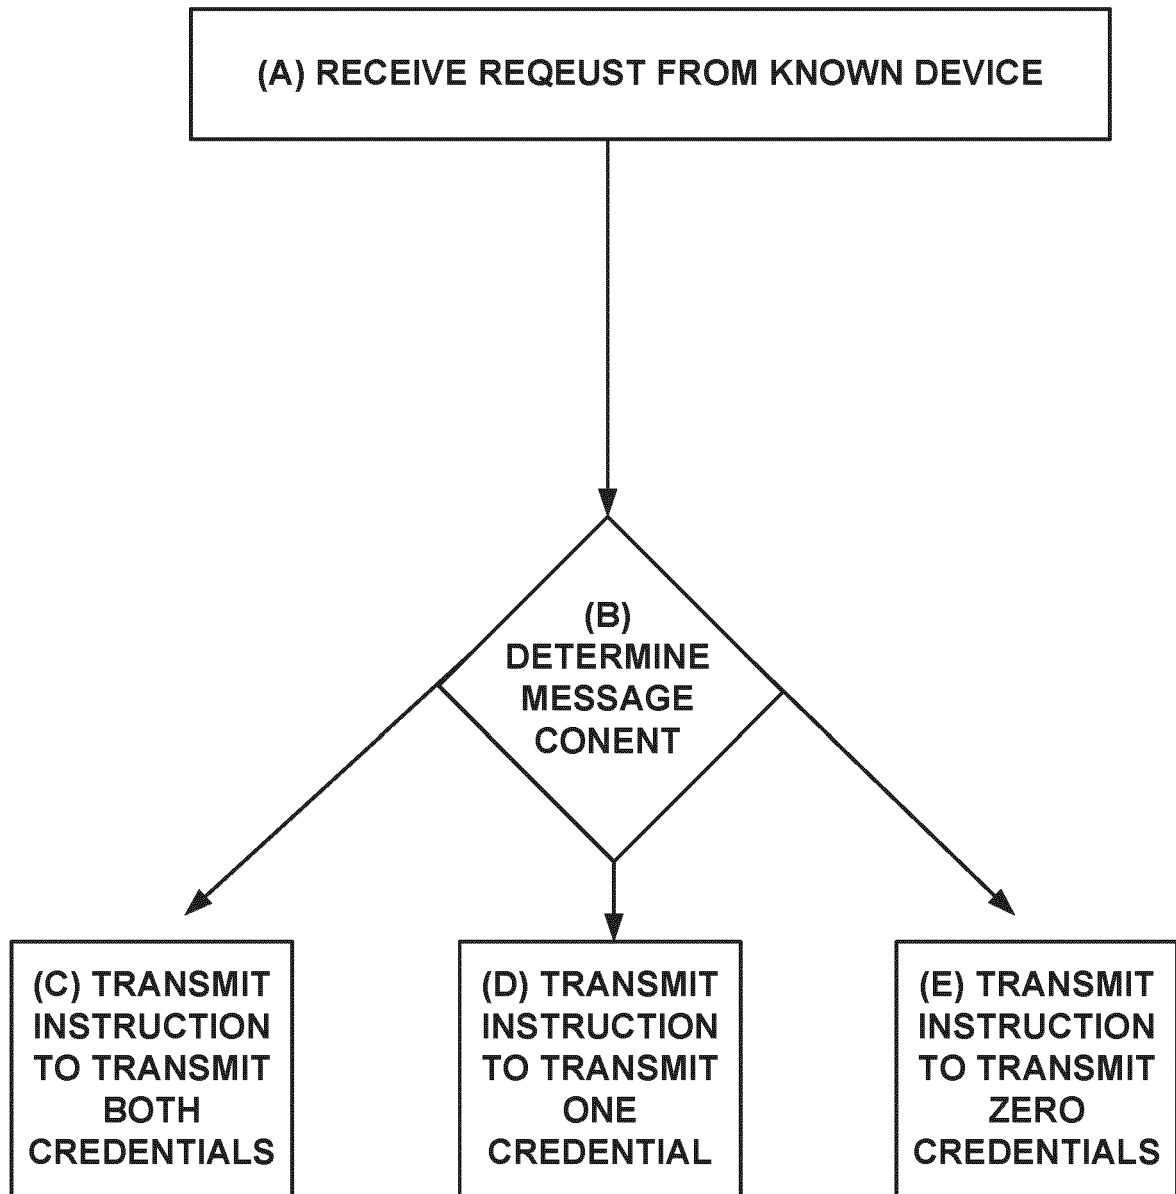 (A) RECEIVE REQEUST FROM KNOWN DEVICE
(B)
DETERMINE
MESSAGE
CONENT
(C) TRANSMIT
INSTRUCTION
TO TRANSMIT
BOTH
CREDENTIALS
(D) TRANSMIT
INSTRUCTION
TO TRANSMIT
ONE
CREDENTIAL
(E) TRANSMIT
INSTRUCTION
TO TRANSMIT
ZERO
CREDENTIALS